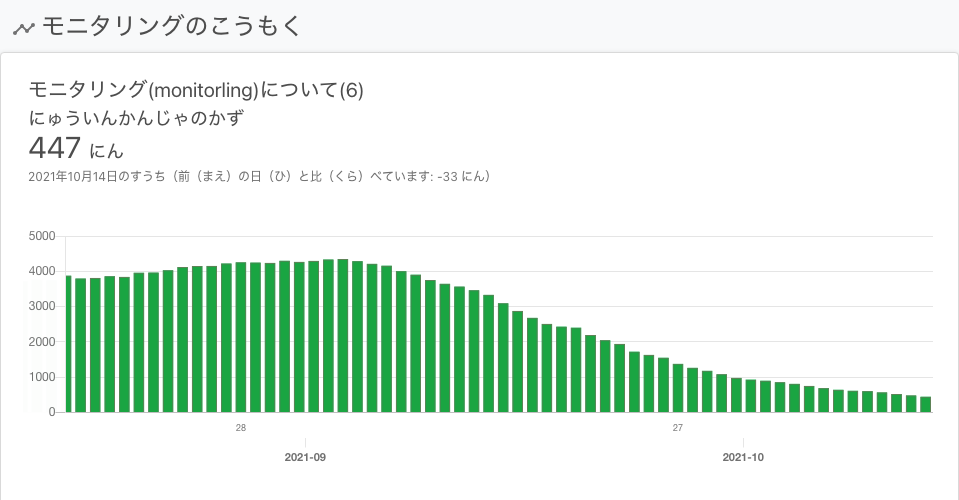 モニタリングのこうもく
モニタリング(monitorling)について(6)
にゅういんかんじゃのかず
447 にん
2021年10月14日のすうち（前（まえ）の日（ひ）と比（くら）べています: -33 にん）
5000
4000
3000
2000
1000
0
28
27
2021-09
2021-10